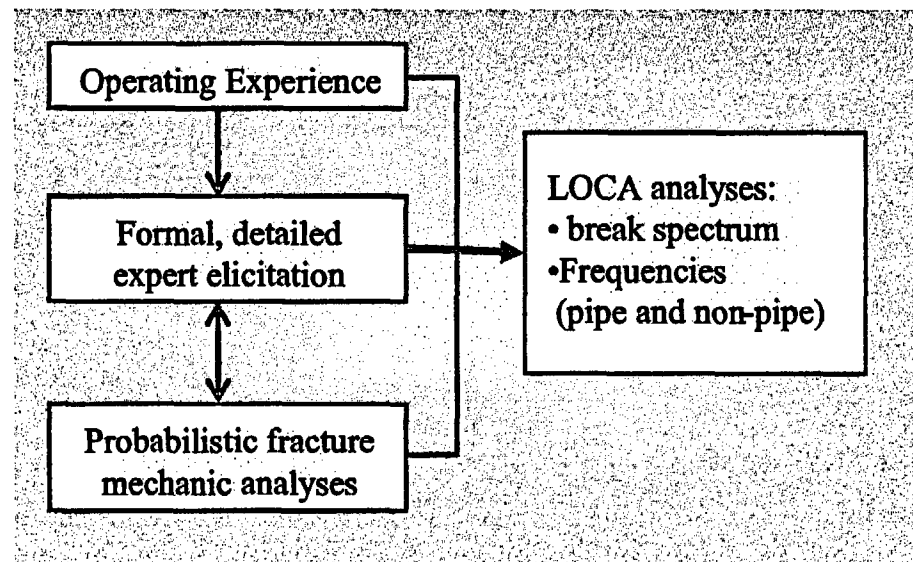 Operating Experience
Formal, detailed
expert elicitation
Probabilistic fracture
mechanic analyses
LOCA analyses:
• break spectrum
•Frequencies
(pipe and non-pipe)